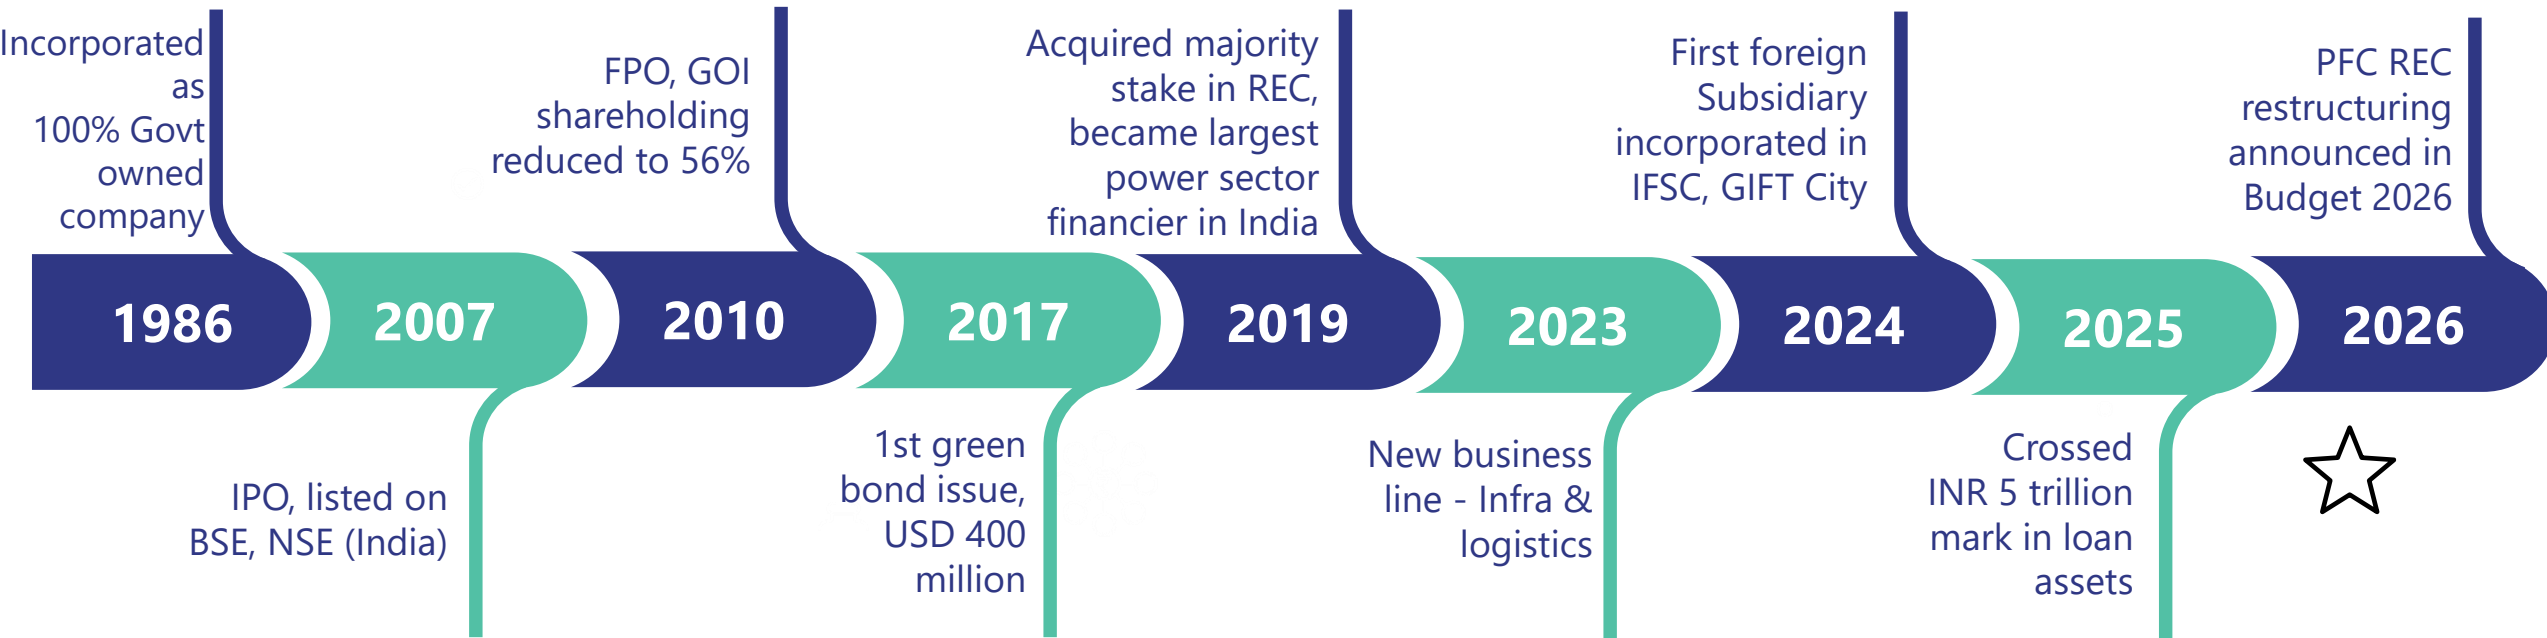 Incorporated
as
100% Govt
owned
company
FPO, GOI
shareholding
reduced to 56%
Acquired majority
stake in REC,
became largest
power sector
financier in India
First foreign
Subsidiary
incorporated in
IFSC, GIFT City
PFC REC
restructuring
announced in
Budget 2026
1986
2007
2010
2017
2019
2023
2024
2025
2026
IPO, listed on
BSE, NSE (India)
1st green
bond issue,
USD 400
million
New business
line - Infra &
logistics
Crossed
INR 5 trillion
mark in loan
assets